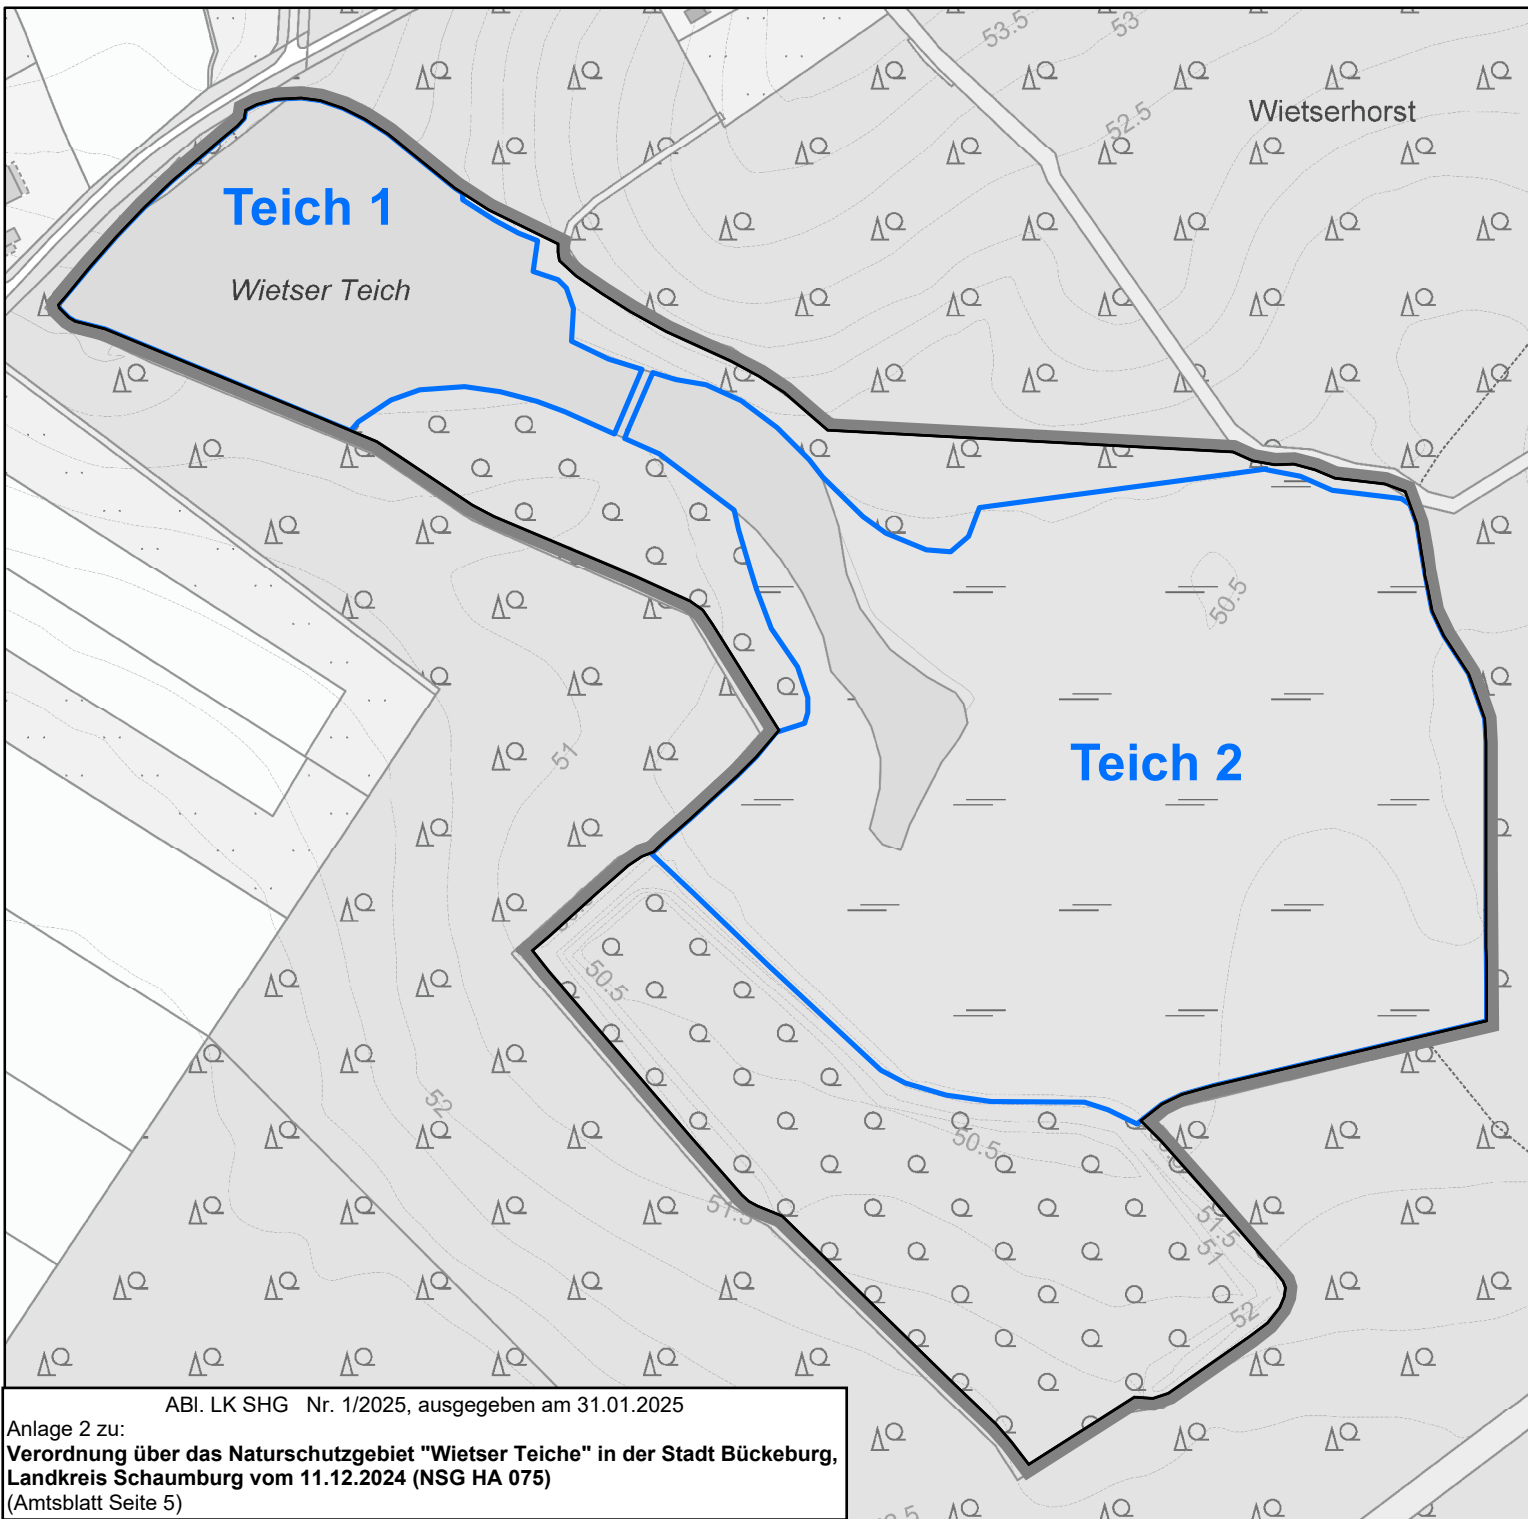 53.5
53
52.5
Wietserhorst
Teich 1
Wietser Teich
50.5
51
Teich 2
50.5
52
50.5
51.5
51.5
51
52
ABl. LK SHG Nr. 1/2025, ausgegeben am 31.01.2025
Anlage 2 zu:
Verordnung über das Naturschutzgebiet "Wietser Teiche" in der Stadt Bückeburg,
Landkreis Schaumburg vom 11.12.2024 (NSG HA 075)
(Amtsblatt Seite 5)